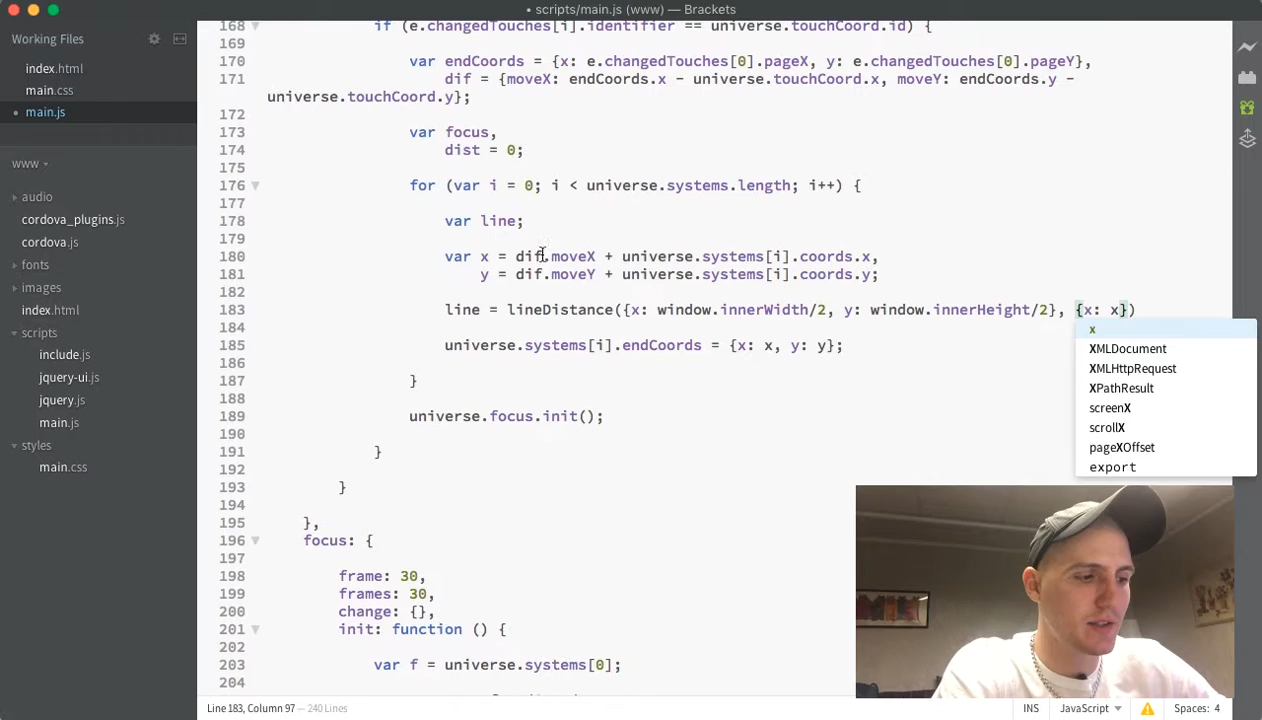 • scripts/main.js (www) — Brackets
Working Files
index.html
main.css
• main.js
www
audio
cordova_plugins.js
cordova.js
fonts
images
index.html
scripts
include.js
jquery-ui.js
jquery.js
main.js
styles
main.css
168 if (e.changedTouches[i].identifier == universe.touchCoord.id) {
169
170 var endCoords = {x: e.changedTouches[0].pageX, y: e.changedTouches[0].pageY},
171 dif = {moveX: endCoords.x - universe.touchCoord.x, moveY: endCoords.y -
universe.touchCoord.y};
172
173 var focus,
174 dist = 0;
175
176 for (var i = 0; i < universe.systems.length; i++) {
177
178 var line;
179
180 var x = dif.moveX + universe.systems[i].coords.x,
181 y = dif.moveY + universe.systems[i].coords.y;
182
183 line = lineDistance({x: window.innerWidth/2, y: window.innerHeight/2}, {x: x})
184
185 universe.systems[i].endCoords = {x: x, y: y};
186
187 }
188
189 universe.focus.init();
190
191 }
192
193 }
194
195 },
196 focus: {
197
198 frame: 30,
199 frames: 30,
200 change: {},
201 init: function () {
202
203 var f = universe.systems[0];
204
x
XMLDocument
XMLHttpRequest
XPathResult
screenX
scrollX
pageXOffset
export
Line 183, Column 97 — 240 Lines
INS
JavaScript
Spaces: 4